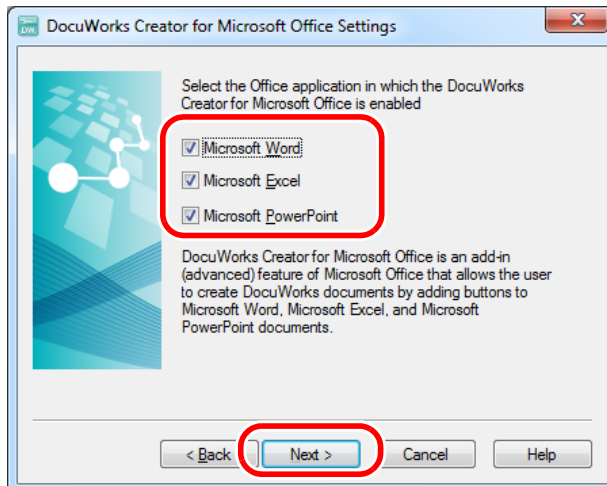 DocuWorks Creator for Microsoft Office Settings
Select the Office application in which the DocuWorks
Creator for Microsoft Office is enabled
Microsoft Word
Microsoft Excel
Microsoft PowerPoint
DocuWorks Creator for Microsoft Office is an add-in
(advanced) feature of Microsoft Office that allows the user
to create DocuWorks documents by adding buttons to
Microsoft Word, Microsoft Excel, and Microsoft
PowerPoint documents.
< Back Next > Cancel Help